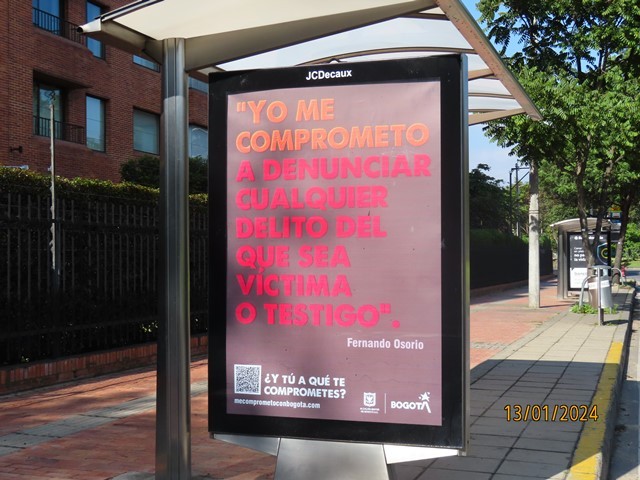 JCDecaux
"YO ME
COMPROMETO
A DENUNCIAR
CUALQUIER
DELITO DEL
QUE SEA
VÍCTIMA
O TESTIGO".
Fernando Osorio
¿Y TÚ A QUÉ TE
COMPROMETES?
mecomprometoconbogota.com
BOGOTÁ
13/01/2024